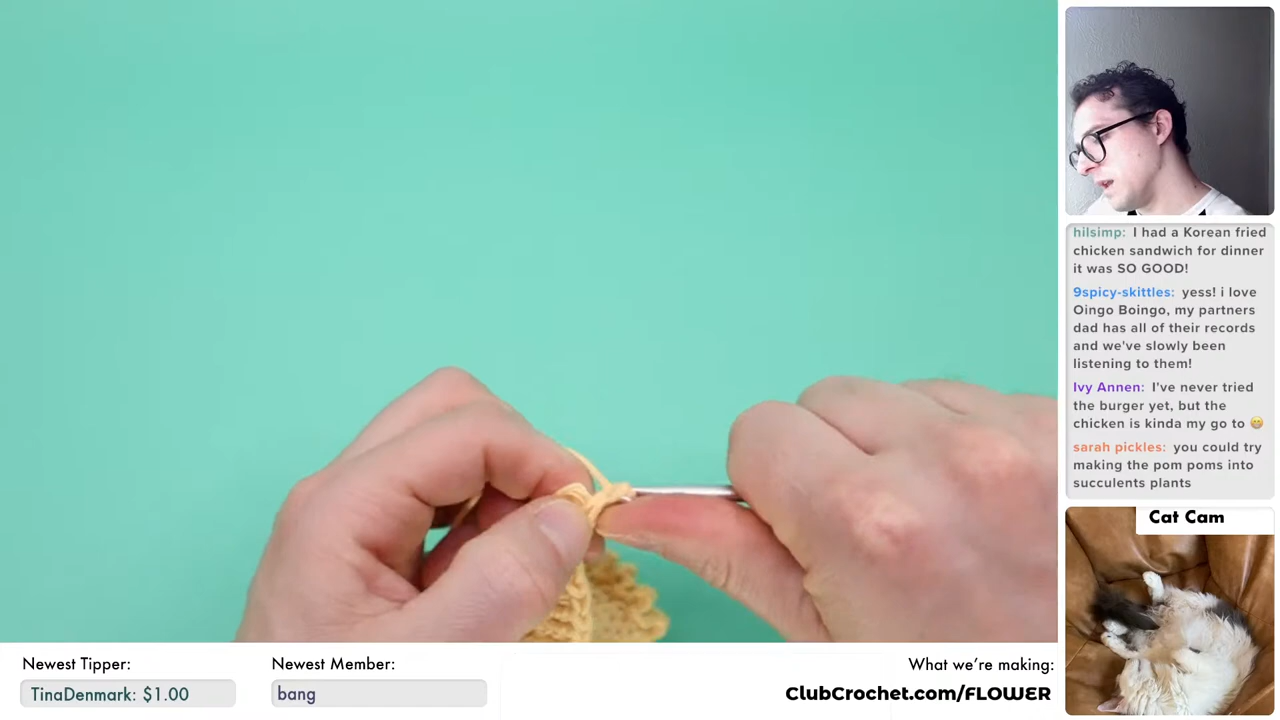 hilsimp: I had a Korean fried
chicken sandwich for dinner
it was SO GOOD!
9spicy-skittles: yess! i love
Oingo Boingo, my partners
dad has all of their records
and we've slowly been
listening to them!
Ivy Annen: I've never tried
the burger yet, but the
chicken is kinda my go to 😁
sarah pickles: you could try
making the pom poms into
succulents plants
Cat Cam
Newest Tipper:
TinaDenmark: $1.00
Newest Member:
bang
What we're making:
ClubCrochet.com/FLOWER